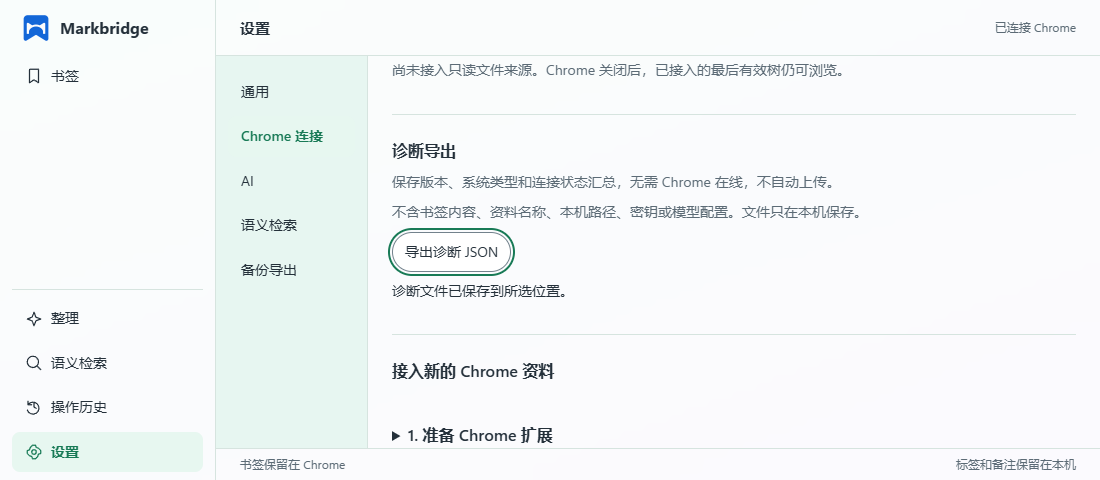 Markbridge
书签
整理
语义检索
操作历史
设置
设置
已连接 Chrome
通用
Chrome 连接
AI
语义检索
备份导出
尚未接入只读文件来源。Chrome 关闭后，已接入的最后有效树仍可浏览。
诊断导出
保存版本、系统类型和连接状态汇总，无需 Chrome 在线，不自动上传。
不含书签内容、资料名称、本机路径、密钥或模型配置。文件只在本机保存。
导出诊断 JSON
诊断文件已保存到所选位置。
接入新的 Chrome 资料
1. 准备 Chrome 扩展
书签保留在 Chrome
标签和备注保留在本机